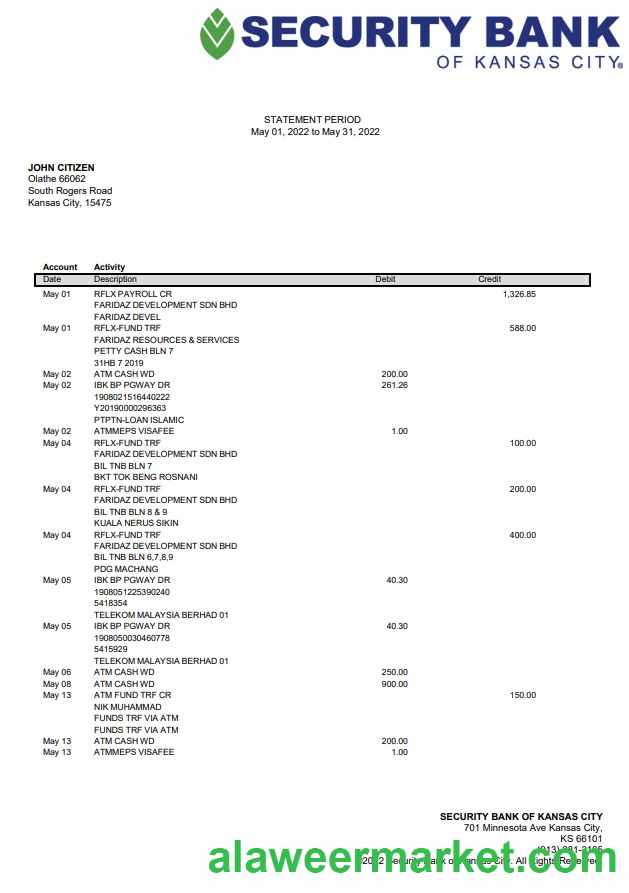 SECURITY BANK
OF KANSAS CITY®
STATEMENT PERIOD
May 01, 2022 to May 31, 2022
JOHN CITIZEN
Olathe 66062
South Rogers Road
Kansas City, 15475
Account Activity
Date Description Debit Credit
May 01 RFLX PAYROLL CR 1,326.85
FARIDAZ DEVELOPMENT SDN BHD
FARIDAZ DEVEL
May 01 RFLX-FUND TRF 588.00
FARIDAZ RESOURCES & SERVICES
PETTY CASH BLN 7
31HB 7 2019
May 02 ATM CASH WD 200.00
May 02 IBK BP PGWAY DR 261.26
1908021516440222
Y20190000296363
PTPTN-LOAN ISLAMIC
May 02 ATMMEPS VISAFEE 1.00
May 04 RFLX-FUND TRF 100.00
FARIDAZ DEVELOPMENT SDN BHD
BIL TNB BLN 7
BKT TOK BENG ROSNANI
May 04 RFLX-FUND TRF 200.00
FARIDAZ DEVELOPMENT SDN BHD
BIL TNB BLN 8 & 9
KUALA NERUS SIKIN
May 04 RFLX-FUND TRF 400.00
FARIDAZ DEVELOPMENT SDN BHD
BIL TNB BLN 6,7,8,9
PDG MACHANG
May 05 IBK BP PGWAY DR 40.30
1908051225390240
5418354
TELEKOM MALAYSIA BERHAD 01
May 05 IBK BP PGWAY DR 40.30
1908050030460778
5415929
TELEKOM MALAYSIA BERHAD 01
May 06 ATM CASH WD 250.00
May 08 ATM CASH WD 900.00
May 13 ATM FUND TRF CR 150.00
NIK MUHAMMAD
FUNDS TRF VIA ATM
FUNDS TRF VIA ATM
May 13 ATM CASH WD 200.00
May 13 ATMMEPS VISAFEE 1.00
SECURITY BANK OF KANSAS CITY
701 Minnesota Ave Kansas City,
KS 66101
alaweermarket.com
Security Bank of Kansas City. All Rights Reserved